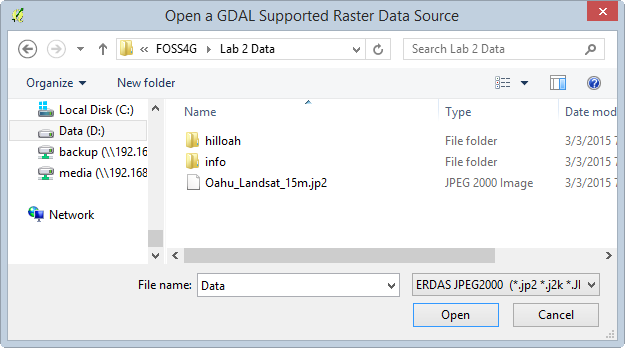 Open a GDAL Supported Raster Data Source
« FOSS4G Lab 2 Data
Search Lab 2 Data
Organize New folder
Local Disk (C:)
Data (D:)
backup (\\192.16
media (\\192.168
Network
Name Type Date mod
hilloah File folder 3/3/2015 7
info File folder 3/3/2015 7
Oahu_Landsat_15m.jp2 JPEG 2000 Image 3/3/2015 7
File name: Data
ERDAS JPEG2000 (*.jp2 *.j2k *.JI
Open Cancel